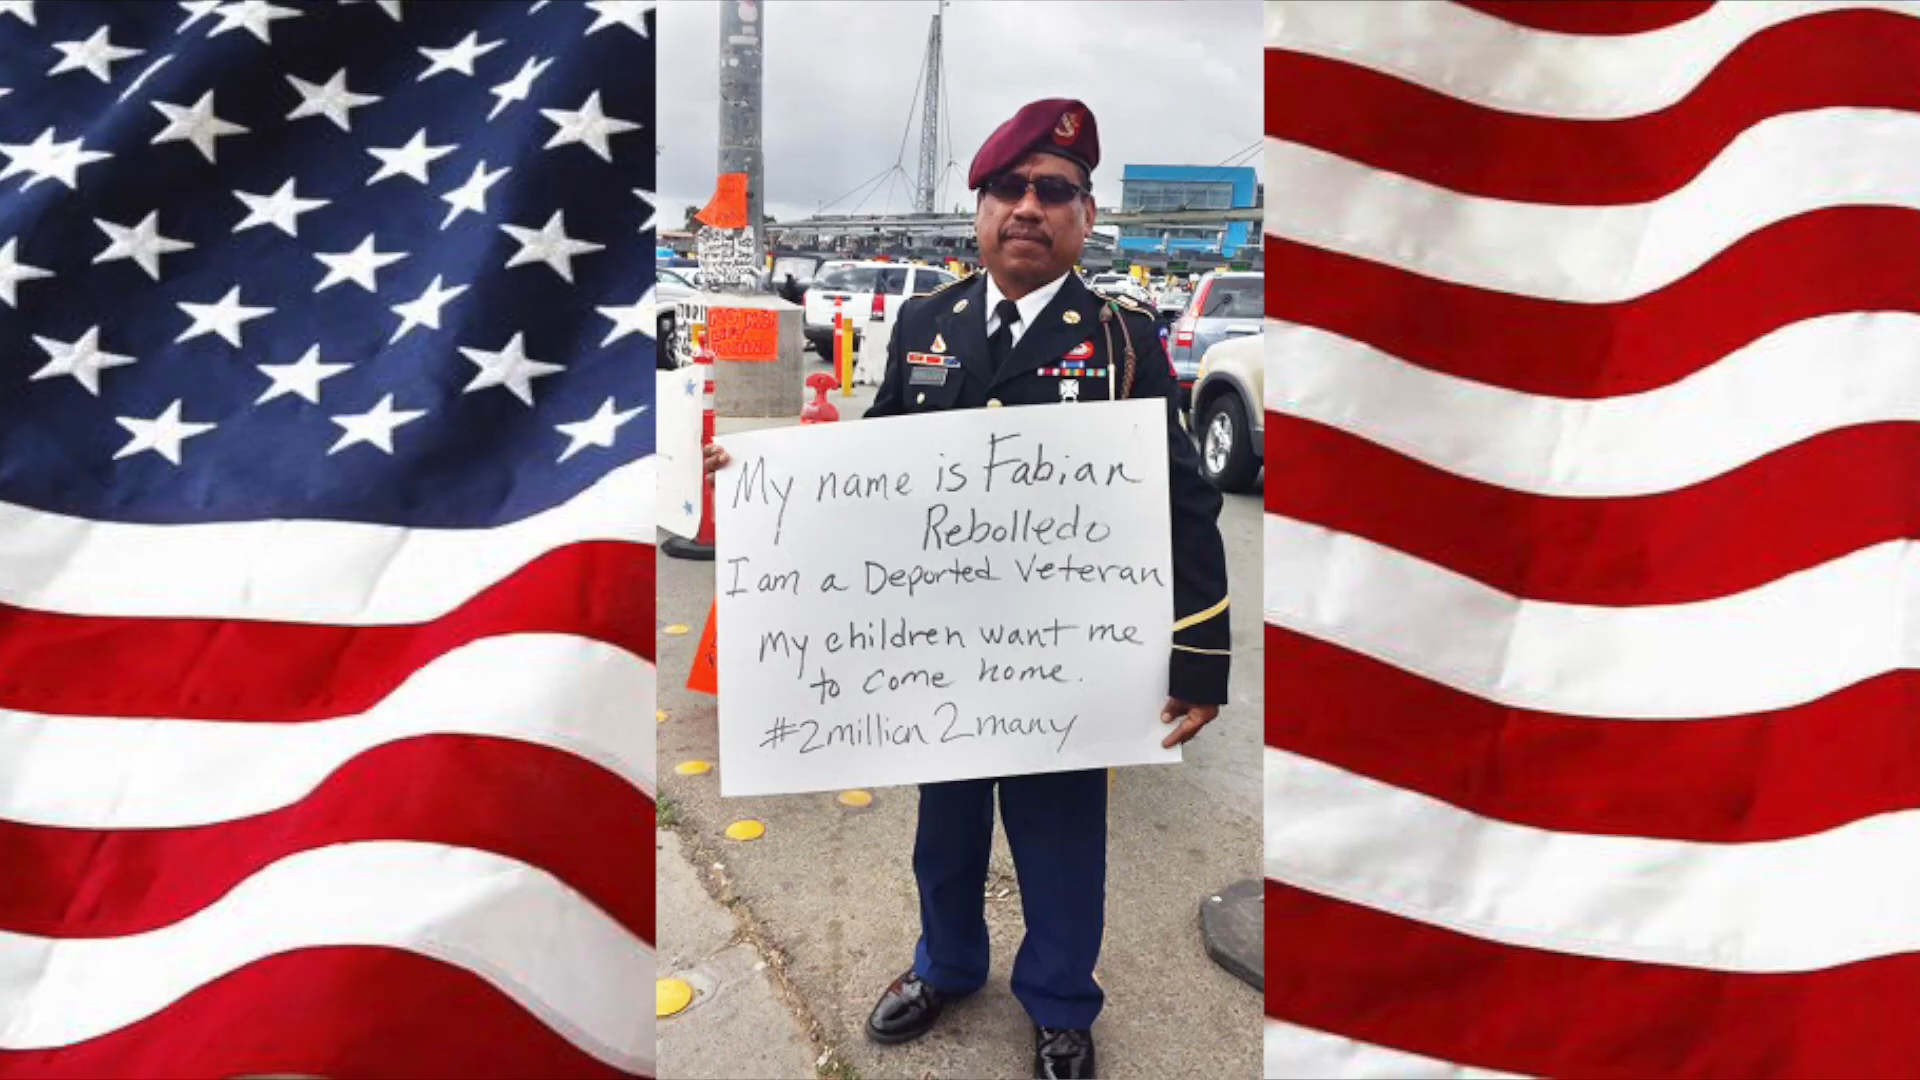 My name is Fabian
Rebolledo
I am a Deported Veteran
My children want me
to come home.
#2million2many